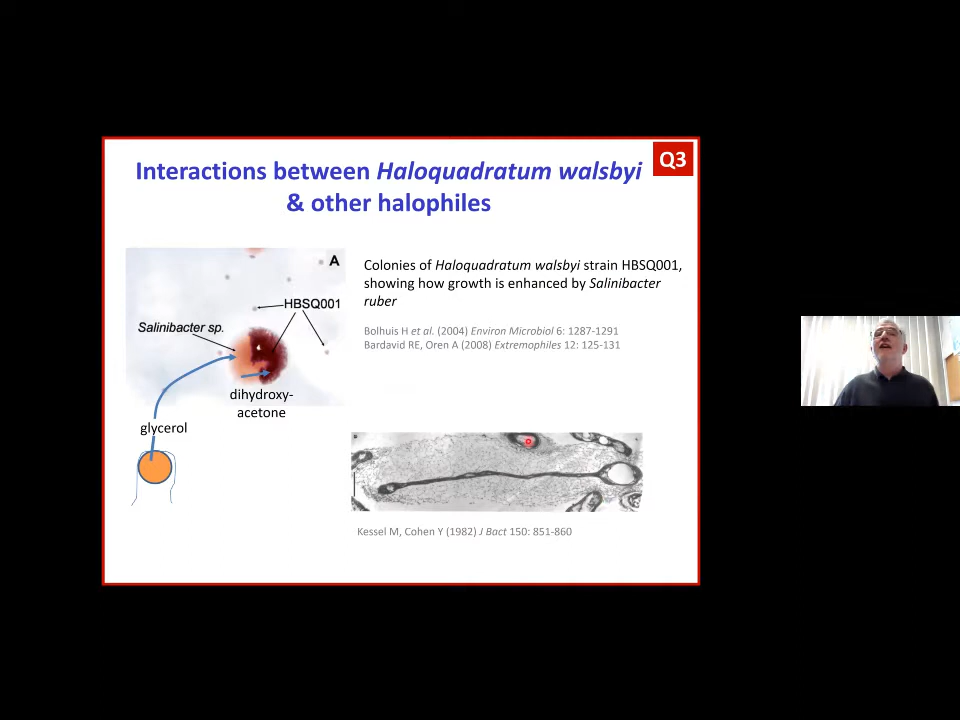 Q3
Interactions between Haloquadratum walsbyi
& other halophiles
A
HBSQ001
Salinibacter sp.
dihydroxy-
acetone
glycerol
Colonies of Haloquadratum walsbyi strain HBSQ001,
showing how growth is enhanced by Salinibacter
ruber
Bolhuis H et al. (2004) Environ Microbiol 6: 1287-1291
Bardavid RE, Oren A (2008) Extremophiles 12: 125-131
Kessel M, Cohen Y (1982) J Bact 150: 851-860